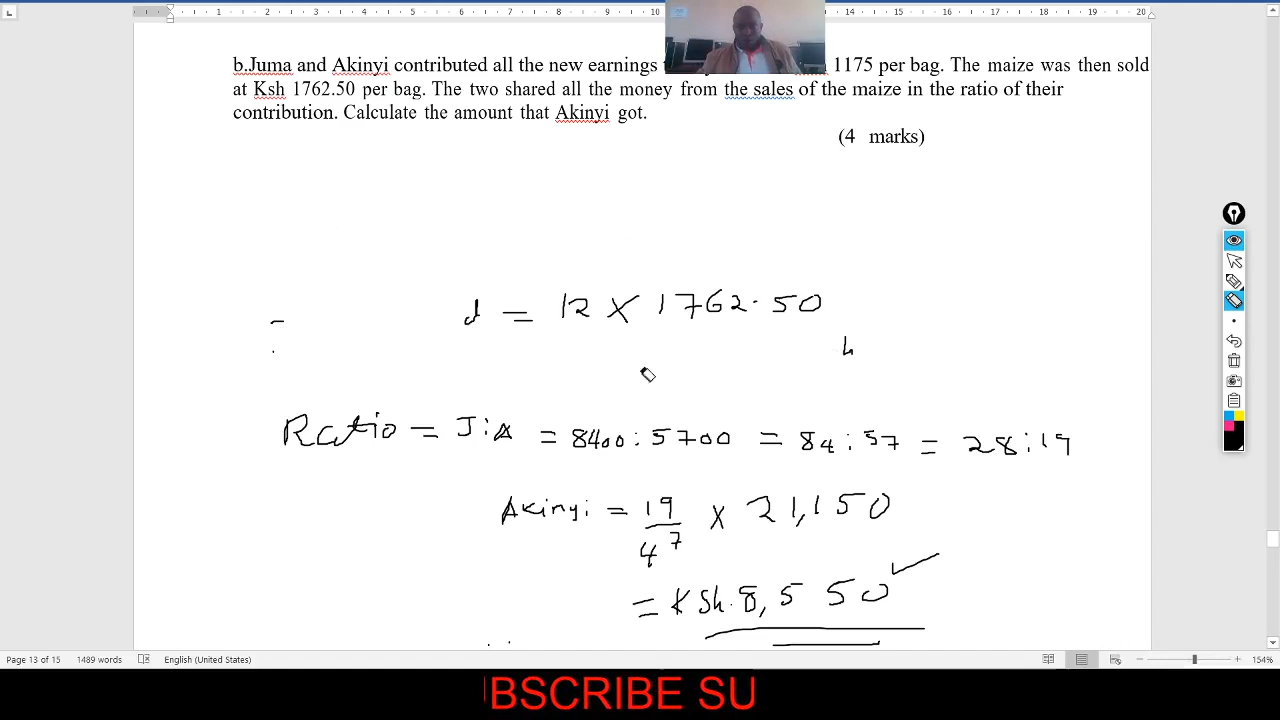 b.Juma and Akinyi contributed all the new earnings 1175 per bag. The maize was then sold
at Ksh 1762.50 per bag. The two shared all the money from the sales of the maize in the ratio of their
contribution. Calculate the amount that Akinyi got.
(4 marks)
d = 12 X 1762.50
h
Ratio = J:A = 8400:5700 = 84:57 = 28:19
Akinyi = 19/47 x 21,150
= KSh.8,550 ✓
Page 13 of 15 1489 words English (United States) 154%
BSCRIBE SU